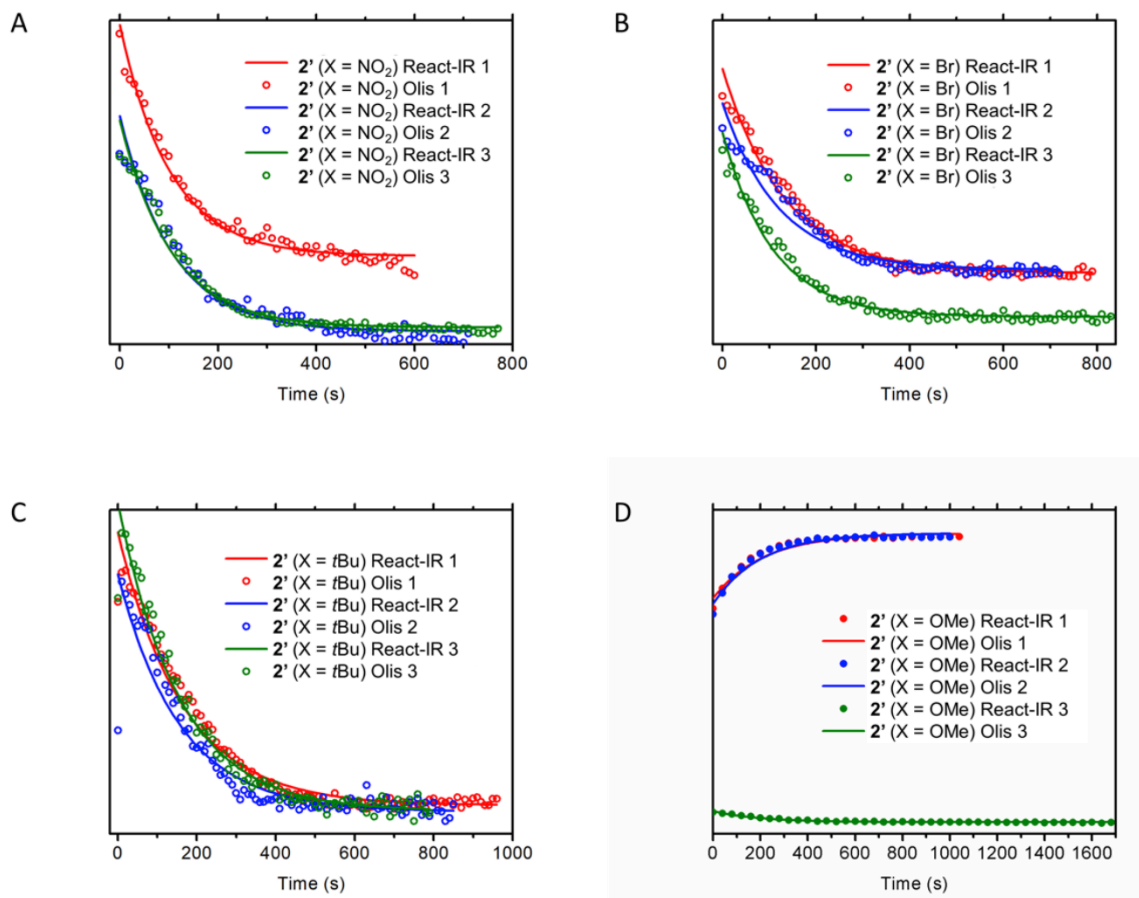 A
2’ (X = NO2) React-IR 1
2’ (X = NO2) Olis 1
2’ (X = NO2) React-IR 2
2’ (X = NO2) Olis 2
2’ (X = NO2) React-IR 3
2’ (X = NO2) Olis 3
0 200 400 600 800
Time (s)
B
2’ (X = Br) React-IR 1
2’ (X = Br) Olis 1
2’ (X = Br) React-IR 2
2’ (X = Br) Olis 2
2’ (X = Br) React-IR 3
2’ (X = Br) Olis 3
0 200 400 600 800
Time (s)
C
2’ (X = tBu) React-IR 1
2’ (X = tBu) Olis 1
2’ (X = tBu) React-IR 2
2’ (X = tBu) Olis 2
2’ (X = tBu) React-IR 3
2’ (X = tBu) Olis 3
0 200 400 600 800 1000
Time (s)
D
2’ (X = OMe) React-IR 1
2’ (X = OMe) Olis 1
2’ (X = OMe) React-IR 2
2’ (X = OMe) Olis 2
2’ (X = OMe) React-IR 3
2’ (X = OMe) Olis 3
0 200 400 600 800 1000 1200 1400 1600
Time (s)